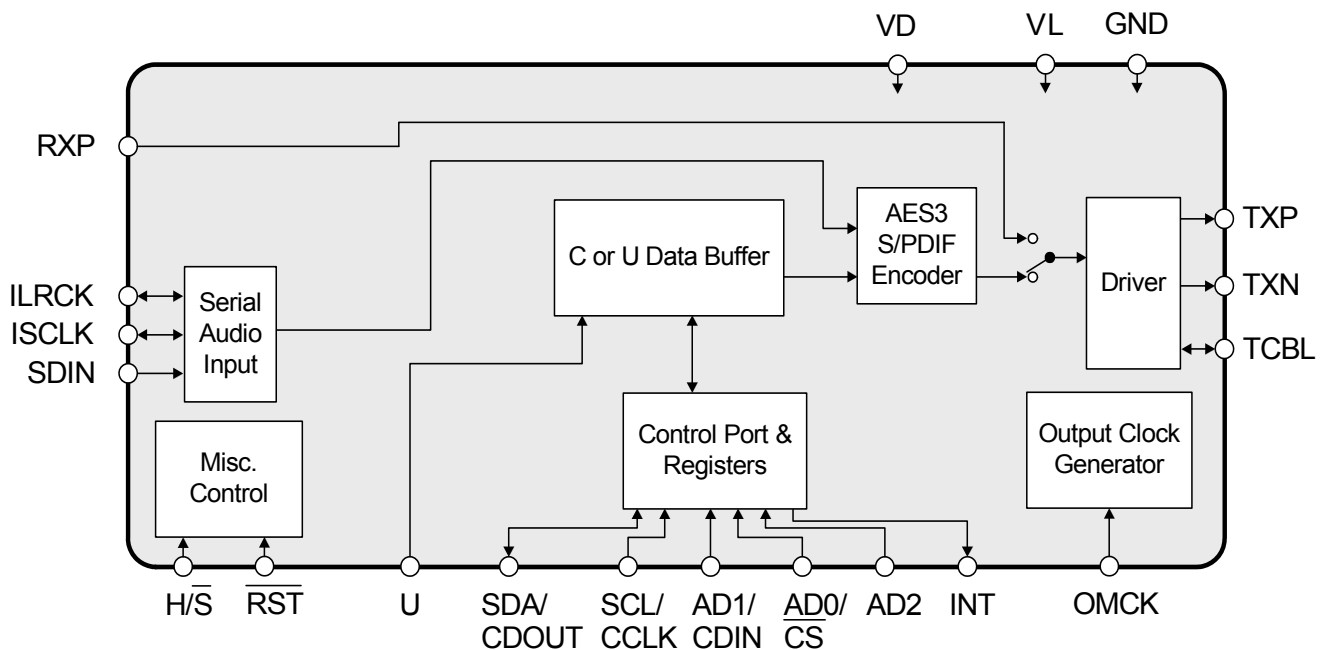 VD
VL
GND
RXP
AES3
S/PDIF
Encoder
TXP
C or U Data Buffer
Driver
TXN
ILRCK
Serial
Audio
Input
ISCLK
SDIN
TCBL
Control Port &
Registers
Output Clock
Generator
Misc.
Control
H/S̅
R̅S̅T̅
U
SDA/
CDOUT
SCL/
CCLK
AD1/
CDIN
AD0/
C̅S̅
AD2
INT
OMCK